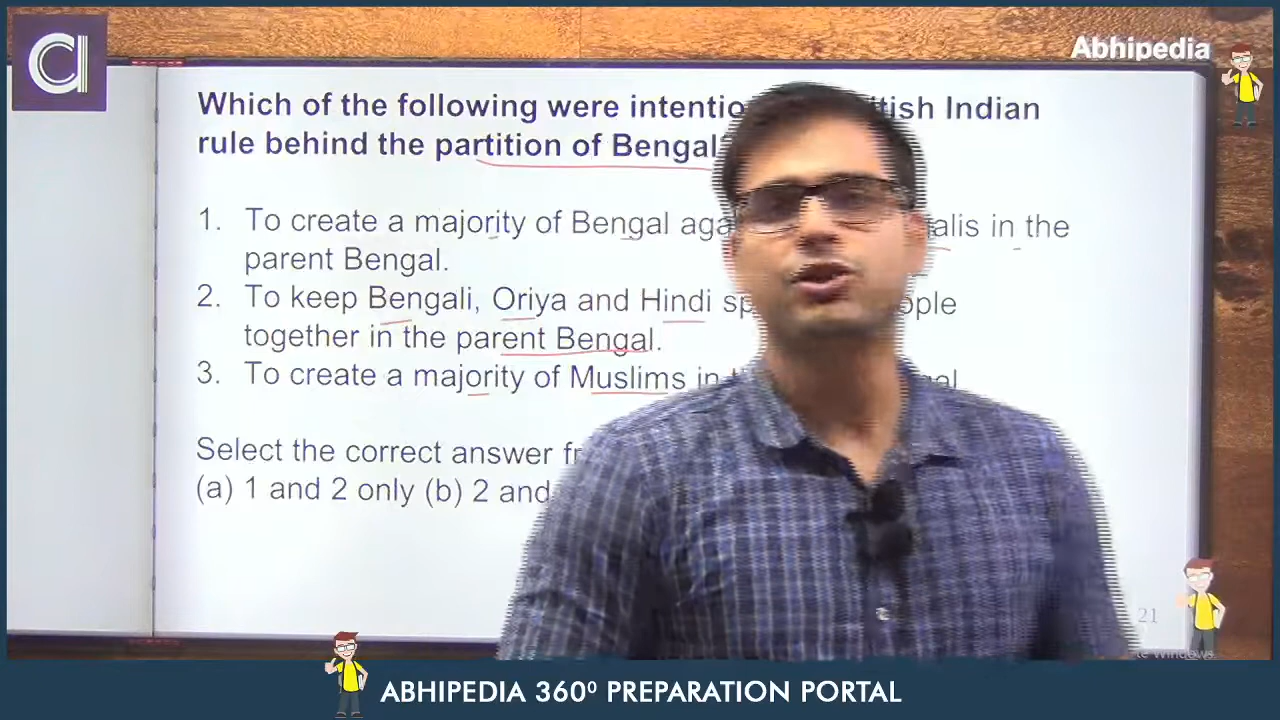 Abhipedia
Which of the following were intentio itish Indian
rule behind the partition of Bengal
1. To create a majority of Bengal aga alis in the
parent Bengal.
2. To keep Bengali, Oriya and Hindi sp ople
together in the parent Bengal.
3. To create a majority of Muslims in
Select the correct answer
(a) 1 and 2 only (b) 2 and
21
ABHIPEDIA 360⁰ PREPARATION PORTAL